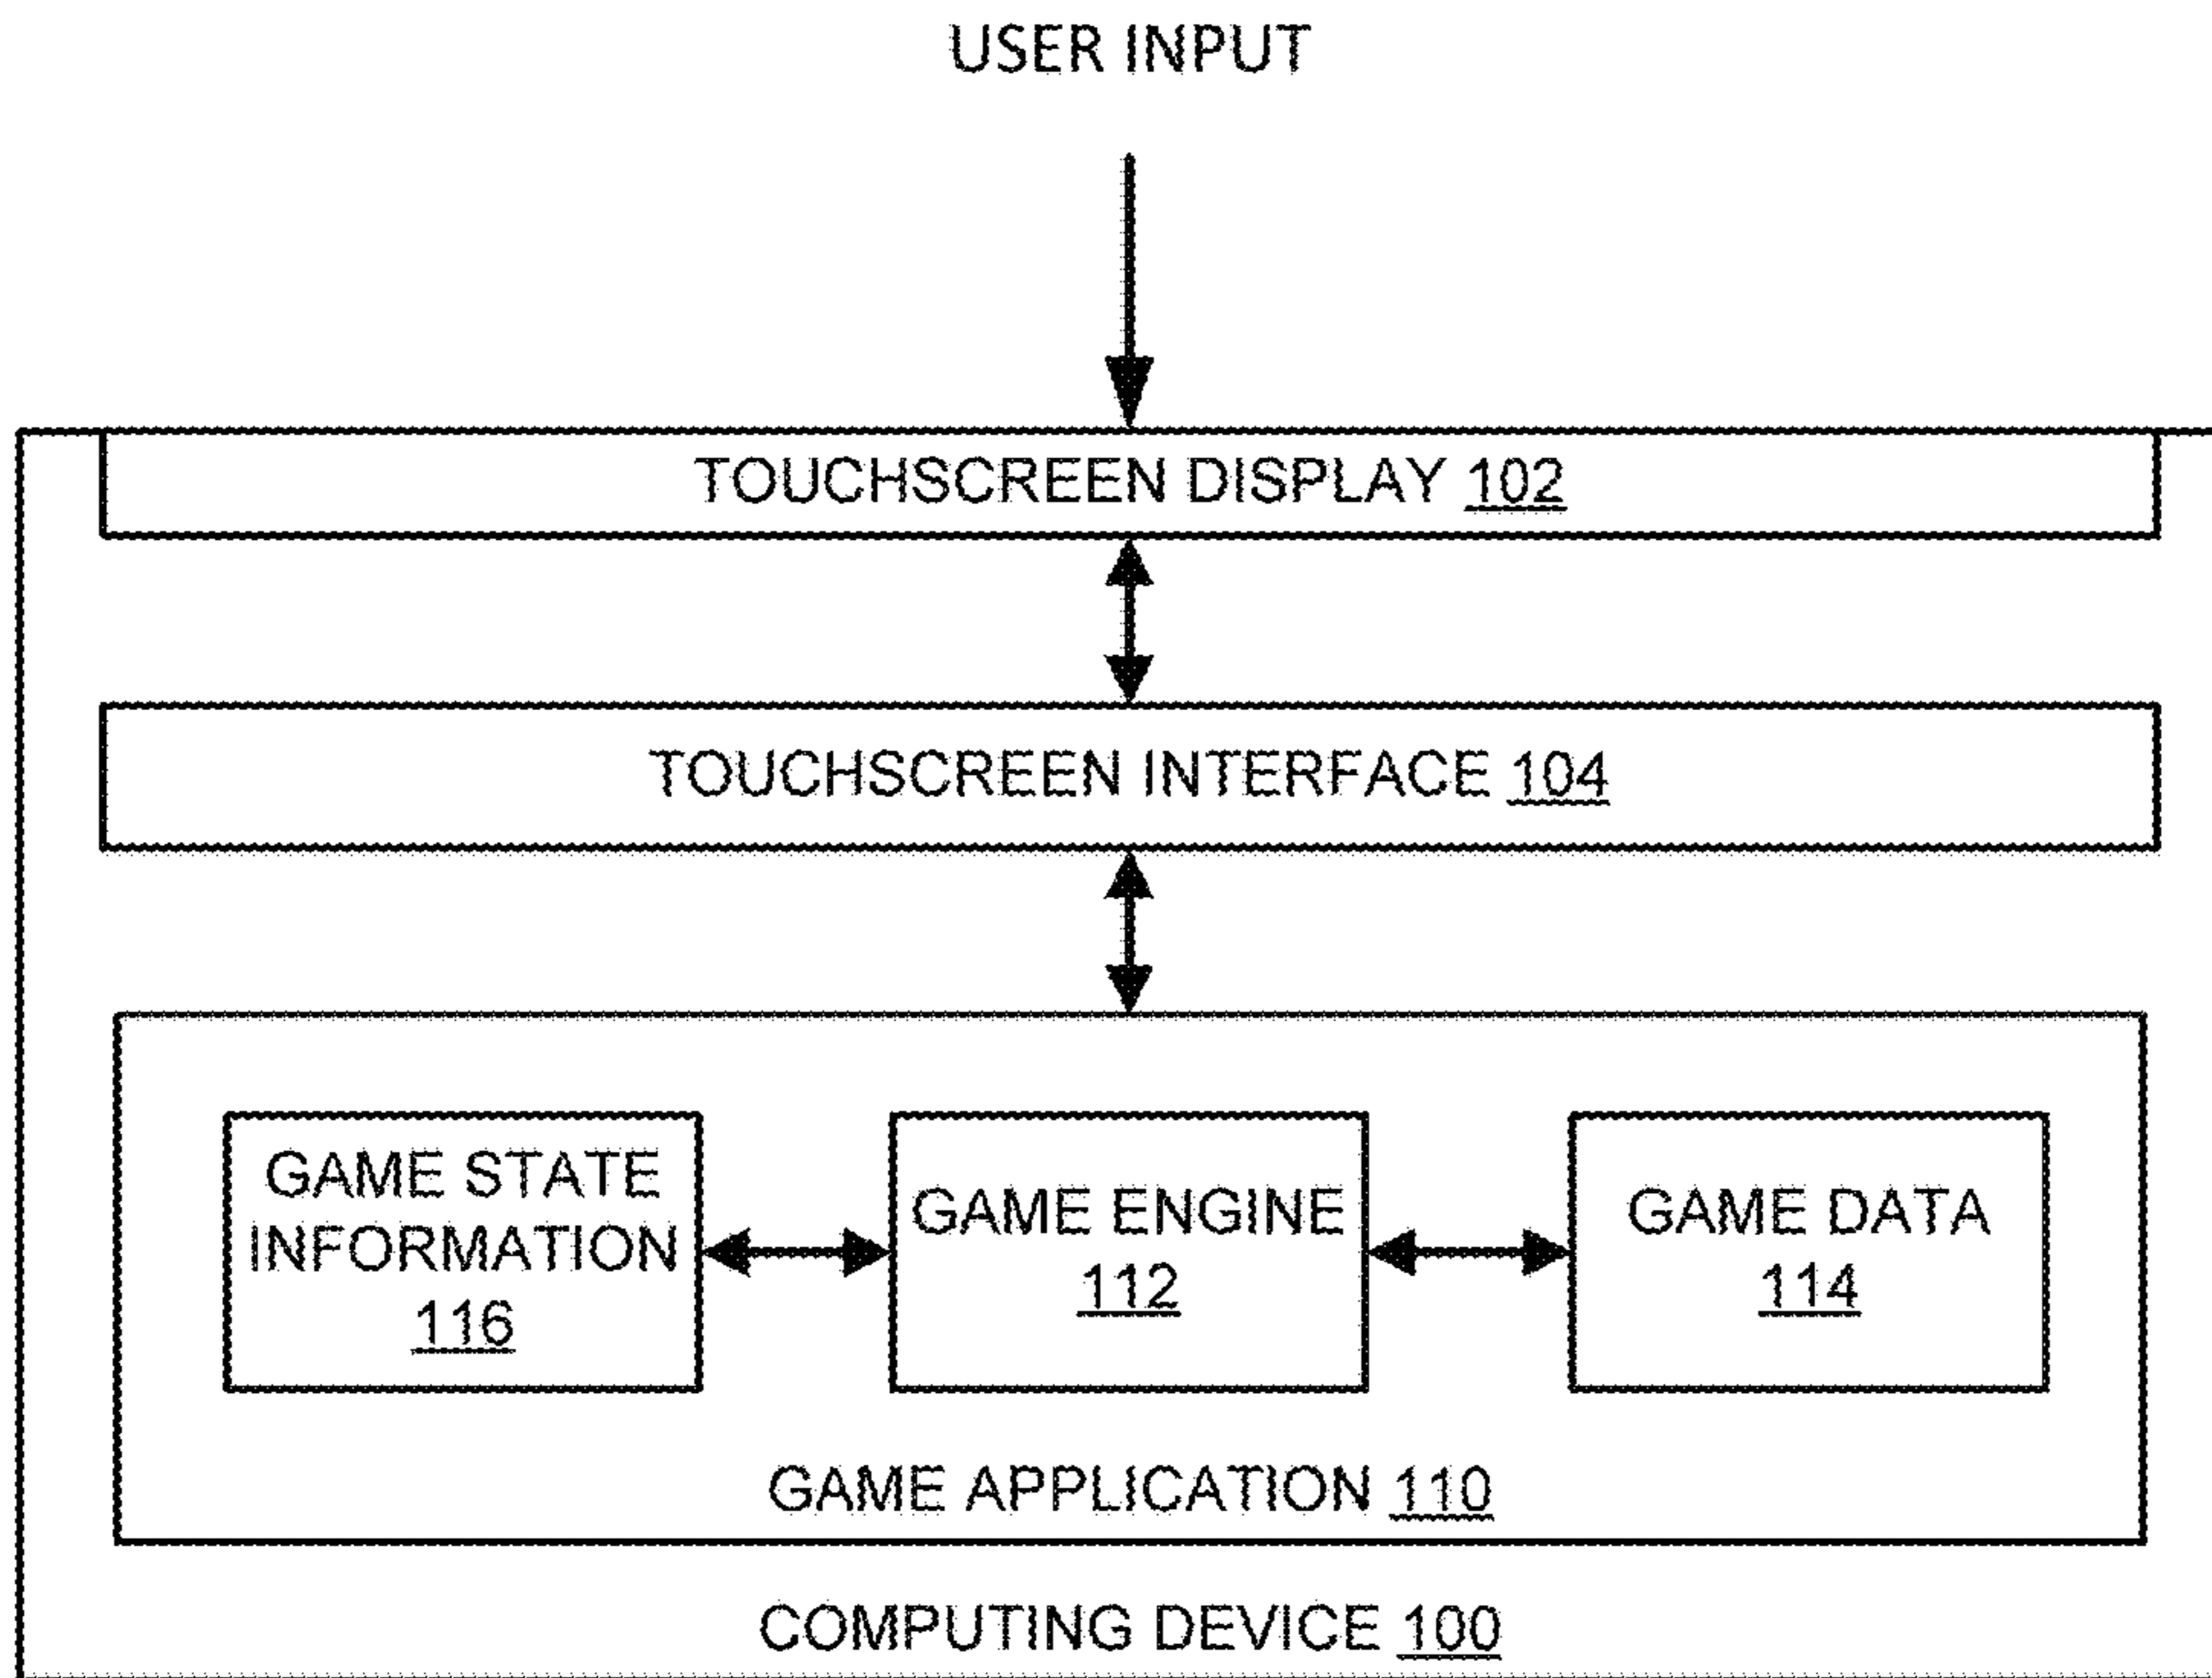 USER INPUT
TOUCHSCREEN DISPLAY 102
TOUCHSCREEN INTERFACE 104
GAME STATE
INFORMATION
116
GAME ENGINE
112
GAME DATA
114
GAME APPLICATION 110
COMPUTING DEVICE 100